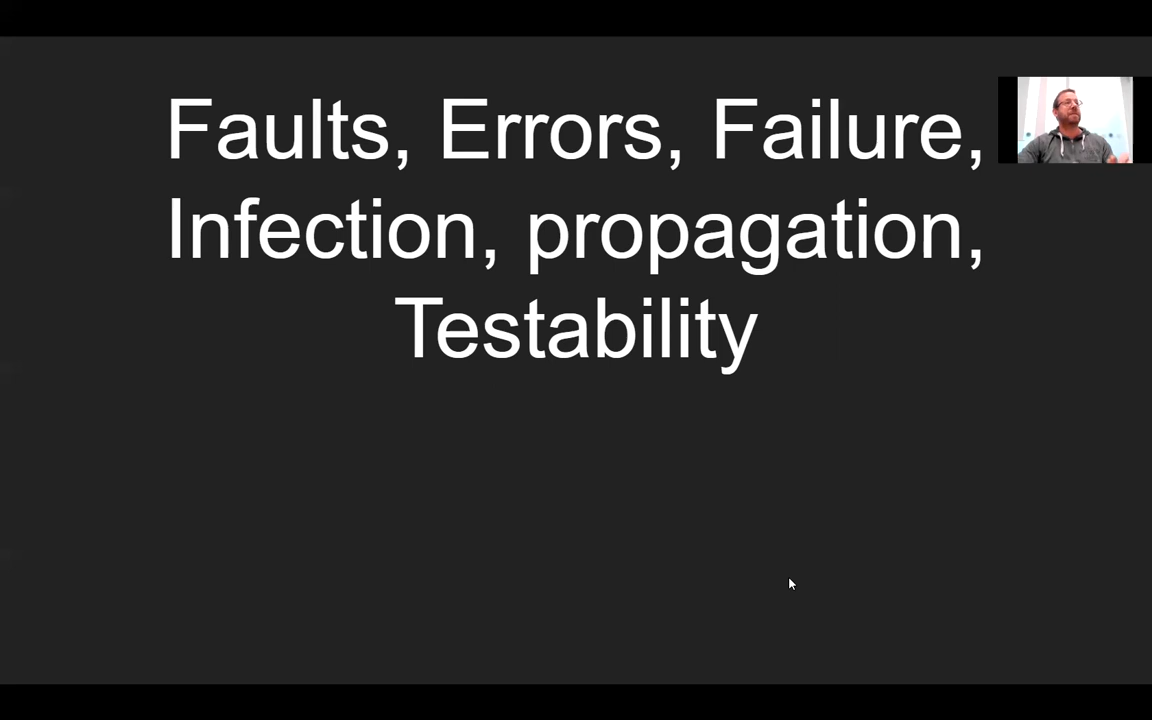 Faults, Errors, Failure,
Infection, propagation,
Testability